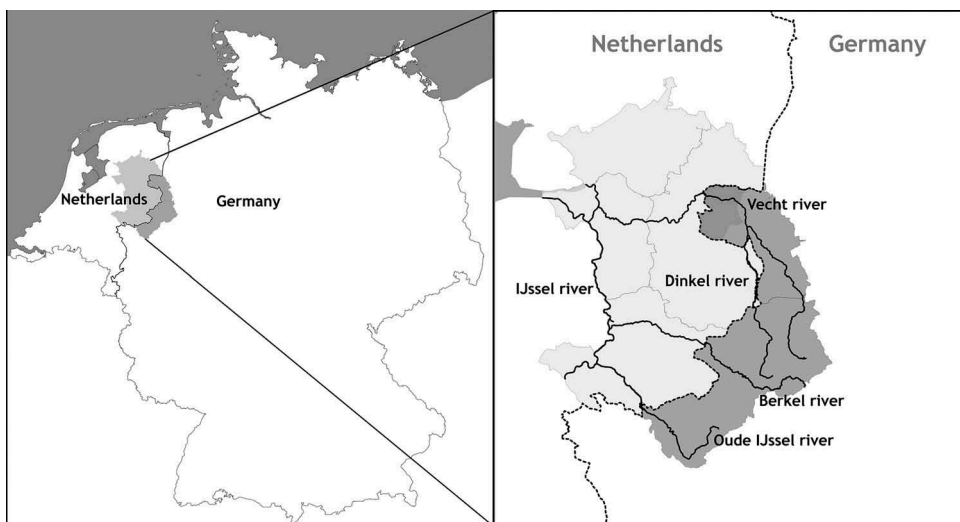 Netherlands
Germany
Netherlands
Germany
Vecht river
Dinkel river
IJssel river
Berkel river
Oude IJssel river